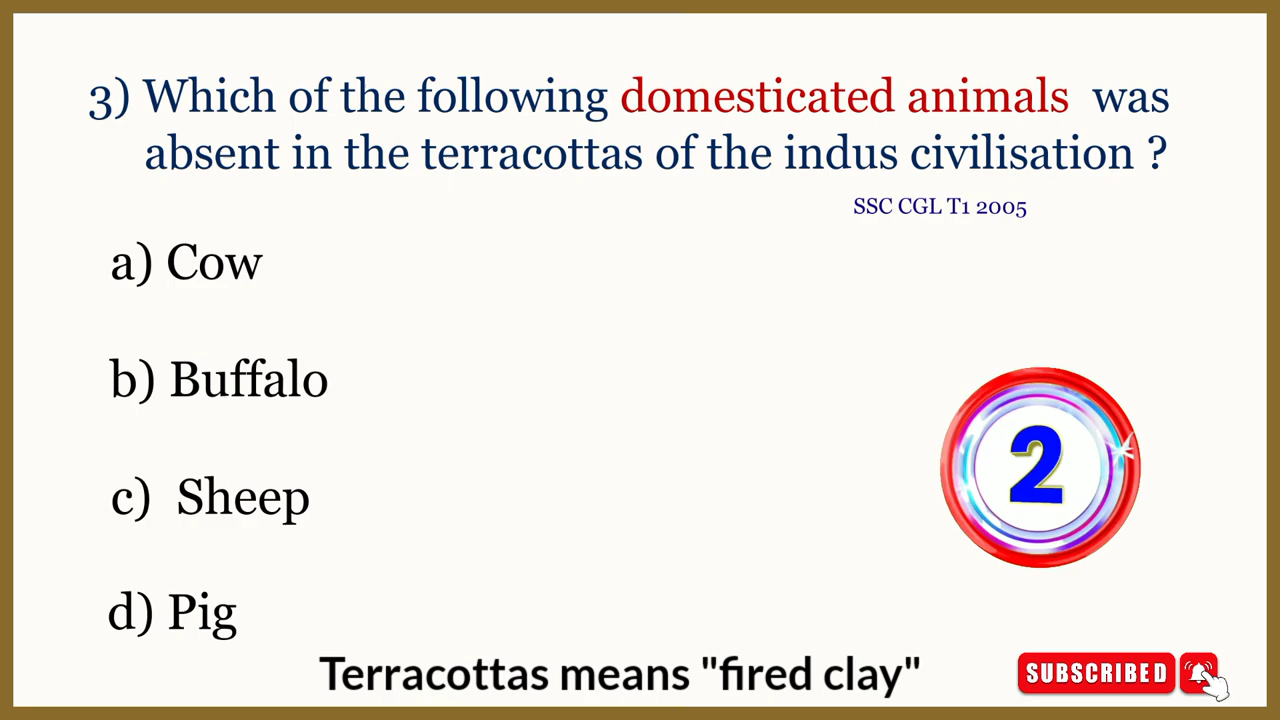 3) Which of the following domesticated animals was
absent in the terracottas of the indus civilisation ?
SSC CGL T1 2005
a) Cow
b) Buffalo
c) Sheep
2
d) Pig
Terracottas means "fired clay"
SUBSCRIBED